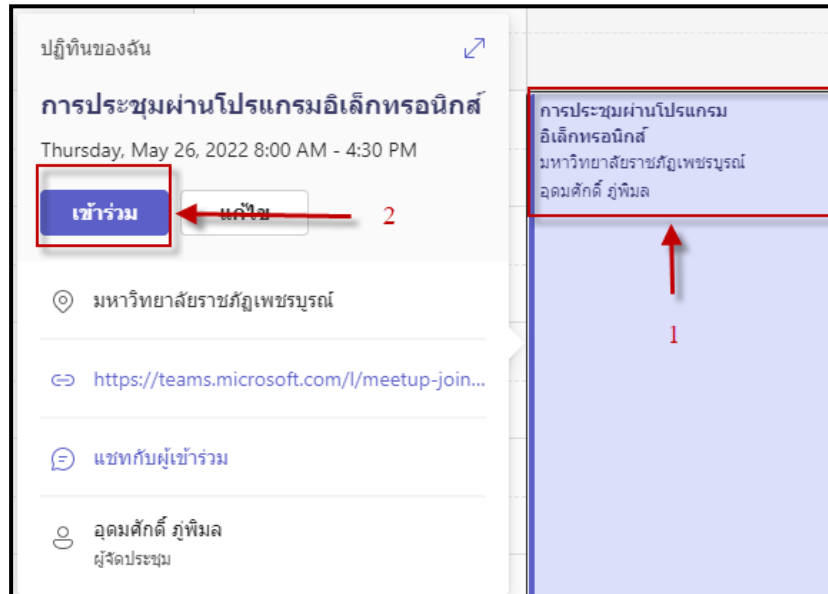 ปฏิทินของฉัน
การประชุมผ่านโปรแกรมอิเล็กทรอนิกส์
Thursday, May 26, 2022 8:00 AM - 4:30 PM
เข้าร่วม
แก้ไข
2
มหาวิทยาลัยราชภัฏเพชรบูรณ์
https://teams.microsoft.com/l/meetup-join...
แชทกับผู้เข้าร่วม
อุดมศักดิ์ ภู่พิมล
ผู้จัดประชุม
การประชุมผ่านโปรแกรม
อิเล็กทรอนิกส์
มหาวิทยาลัยราชภัฏเพชรบูรณ์
อุดมศักดิ์ ภู่พิมล
1